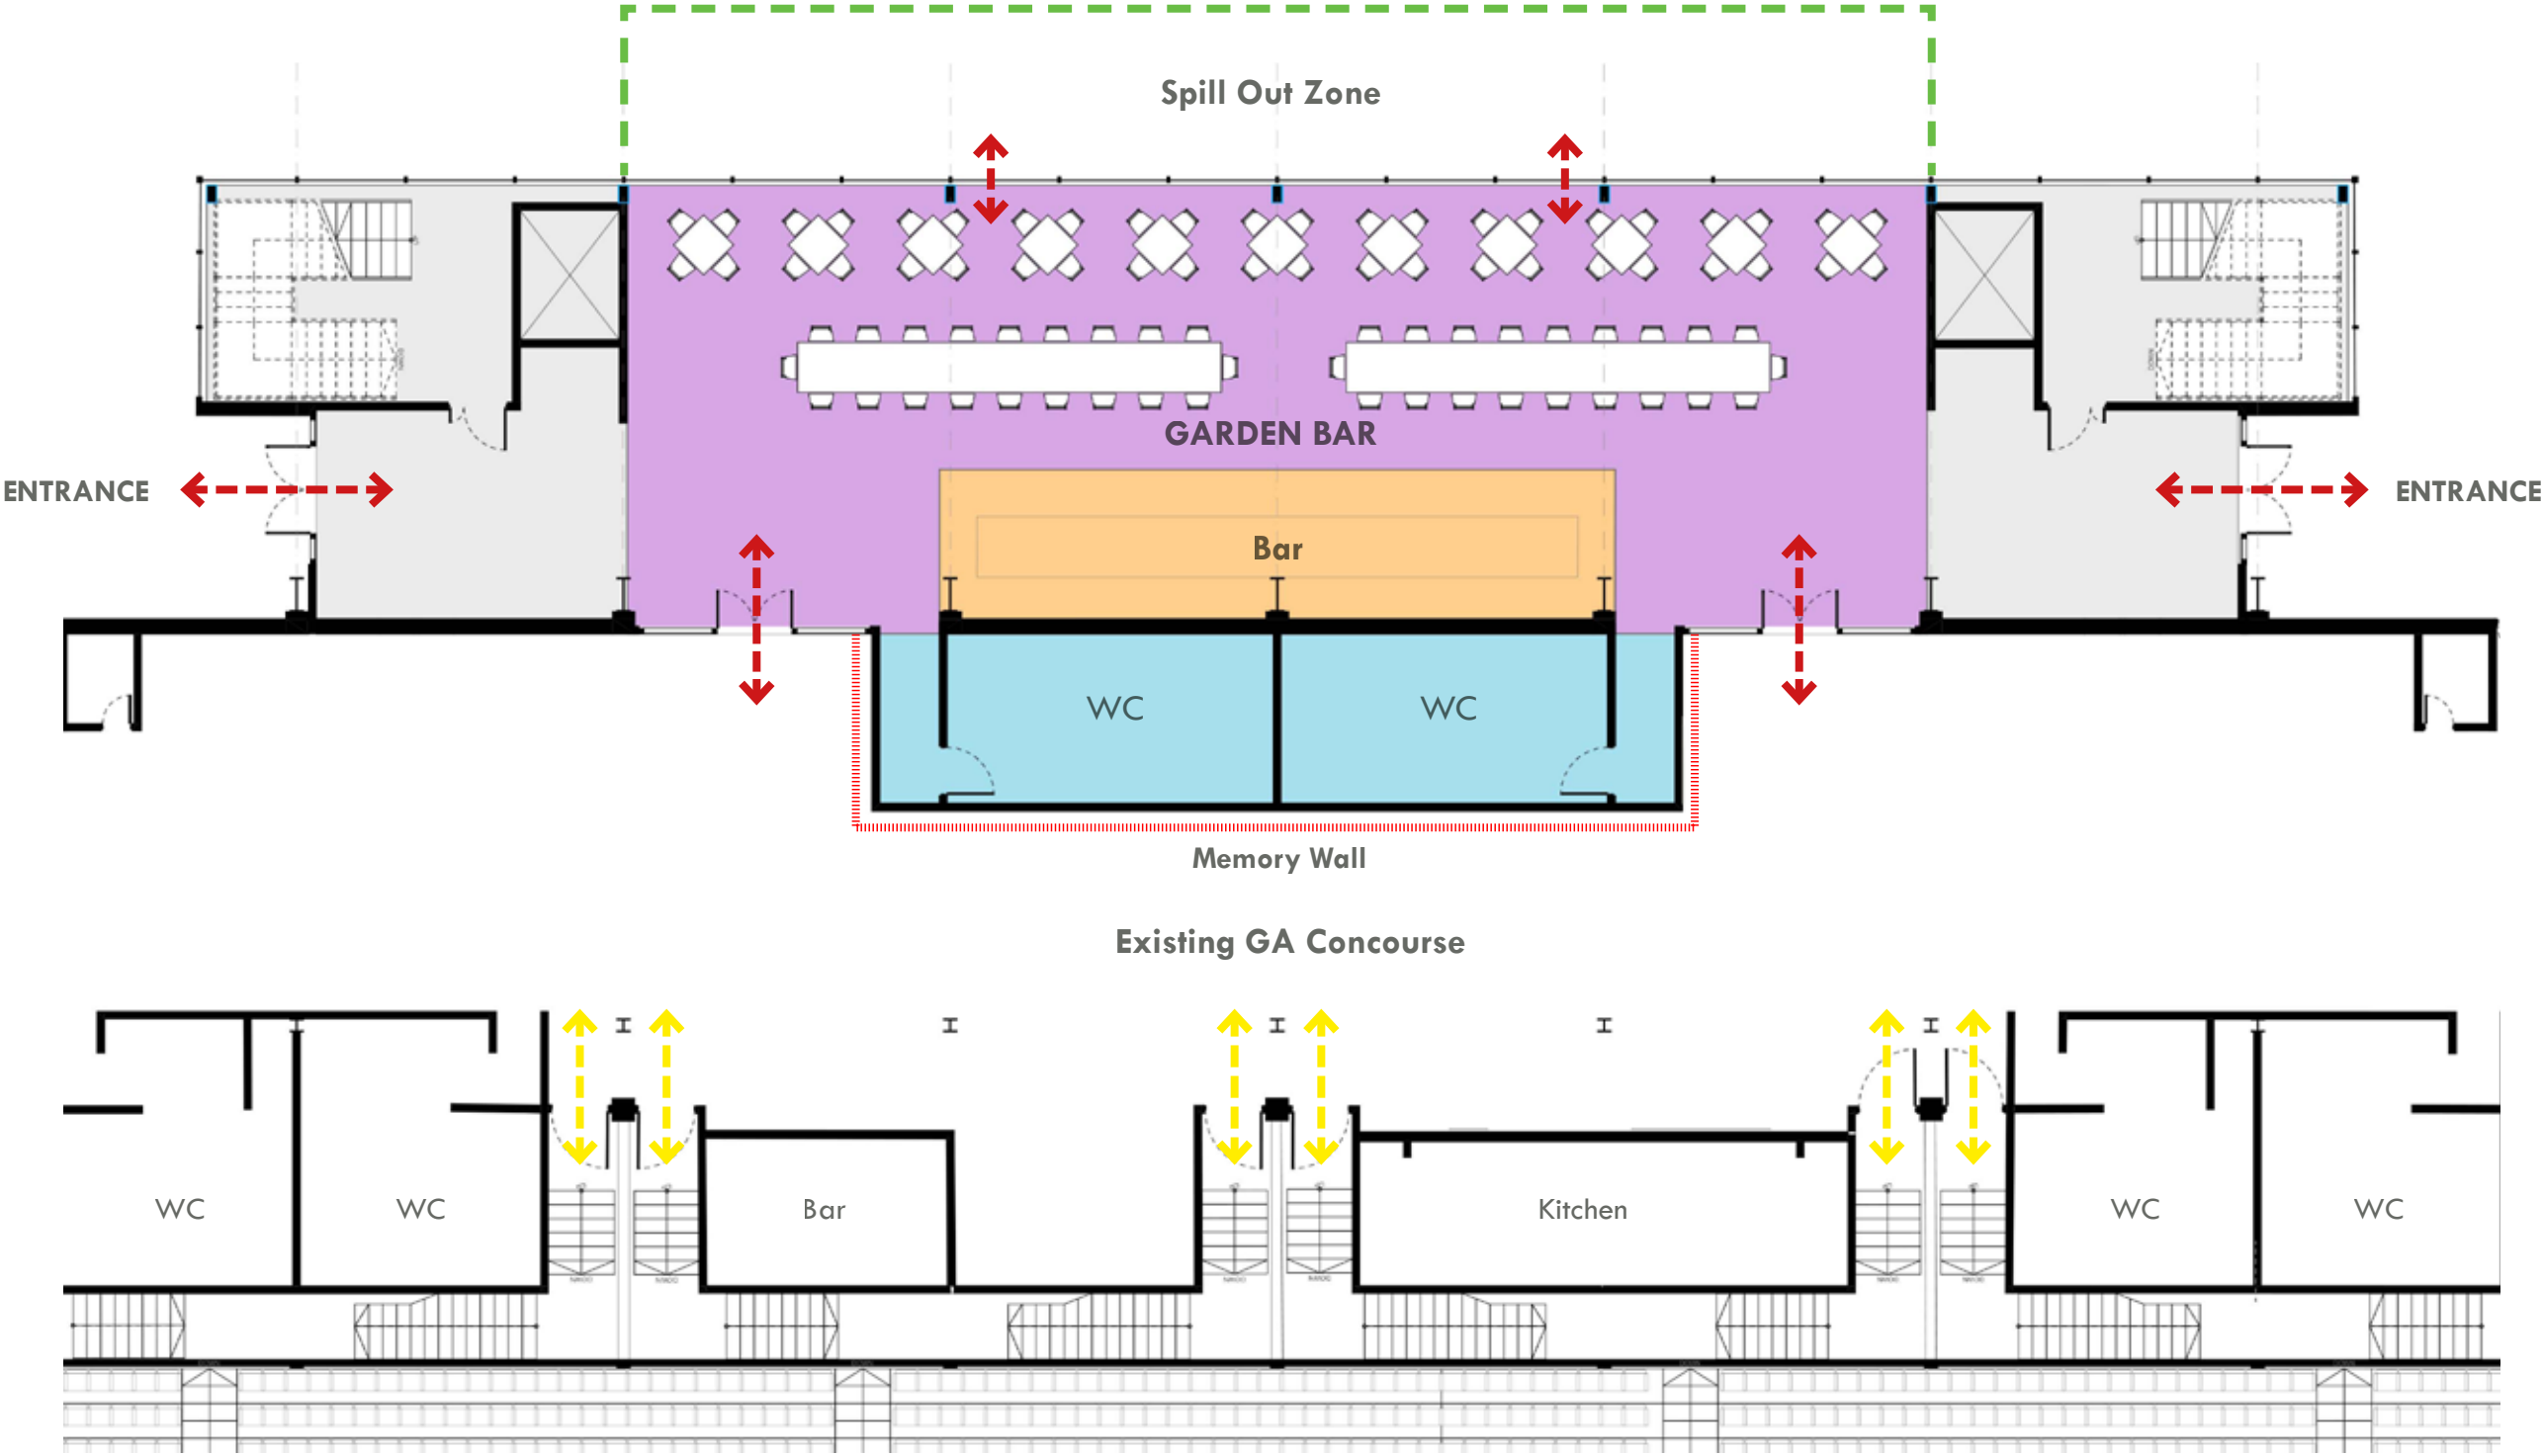 Spill Out Zone
GARDEN BAR
ENTRANCE
ENTRANCE
Bar
WC
WC
Memory Wall
Existing GA Concourse
WC
WC
Bar
Kitchen
WC
WC